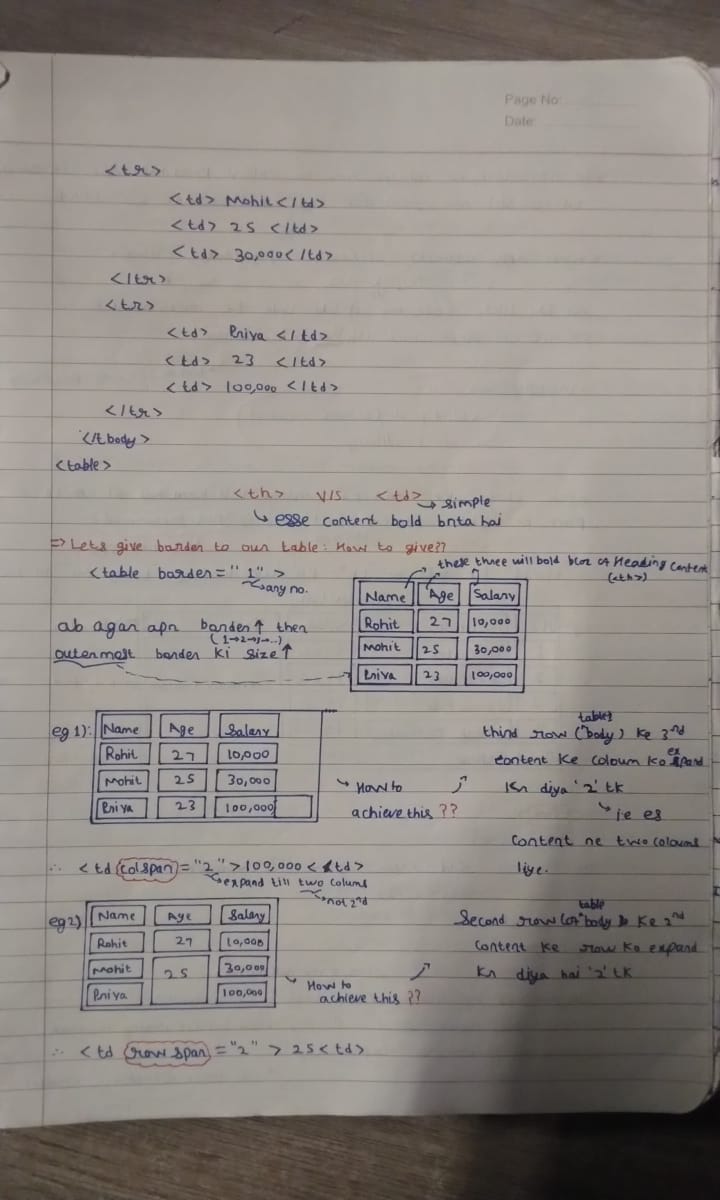 Page No:
Date:
<tr>
<td> Mohit </td>
<td> 25 </td>
<td> 30,000 </td>
</tr>
<tr>
<td> Priya </td>
<td> 23 </td>
<td> 100,000 </td>
</tr>
</tbody>
<table>
<th> V/S <td> → simple
↳ esse content bold bnta hai
=> Lets give border to our table: How to give??
these three will bold bcoz of Heading content
<table border="1"> (<th>)
↳ any no.
Name Age Salary
Rohit 27 10,000
Mohit 25 30,000
Priya 23 100,000
ab agar apn border↑ then
(1→2→)→..)
outermost border ki size↑
eg 1):
Name Age Salary
Rohit 27 10,000
Mohit 25 30,000
Priya 23 100,000
↳ How to
achieve this ??
table
third row (body) ke 3nd
content ke coloum ko expand
kr diya '2' tk
↳ i.e es
content ne two coloums
liye.
∴ <td colspan="2">100,000</td>
↳ expand till two colums
↳ not 2nd
eg 2)
Name Age Salary
Rohit 27 10,000
Mohit 25 30,000
Priya 100,000
↳ How to
achieve this ??
table
Second row (of body ke 2nd
content ke row ko expand
kr diya hai '2' tk
∴ <td rowspan="2" > 25<td>